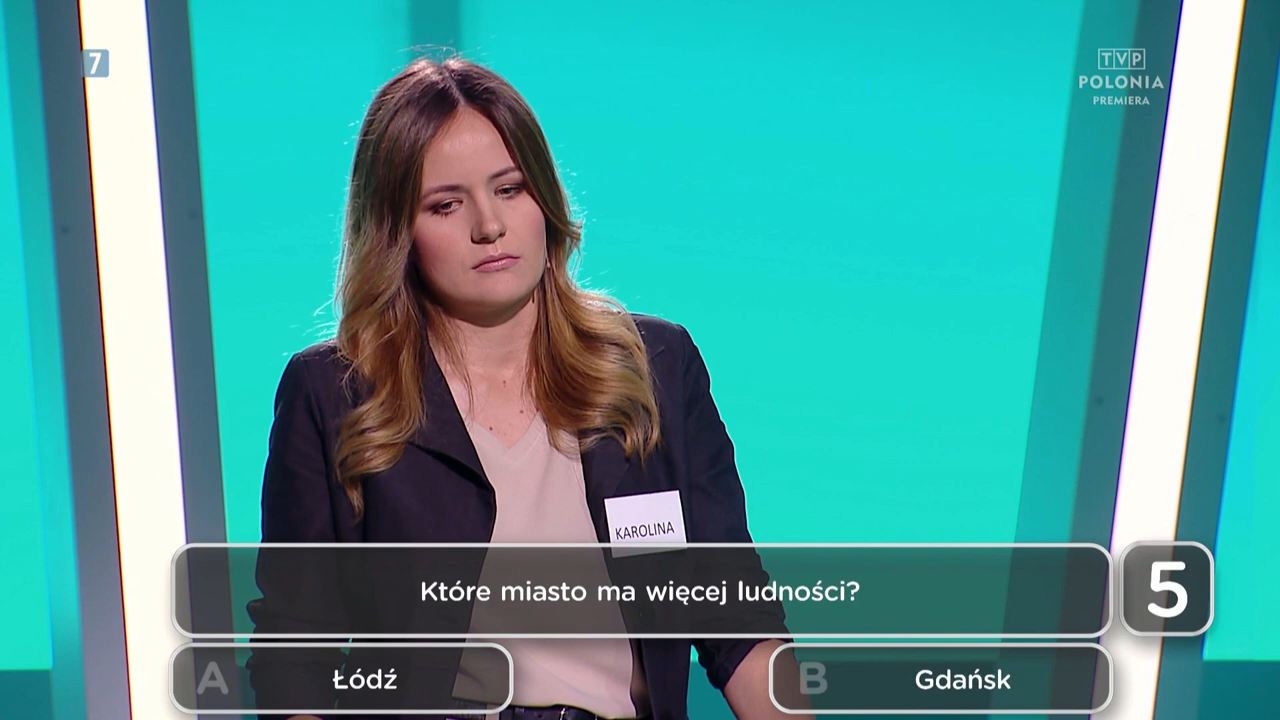 7
TVP
POLONIA
PREMIERA
KAROLINA
Które miasto ma więcej ludności?
5
A Łódź
B Gdańsk